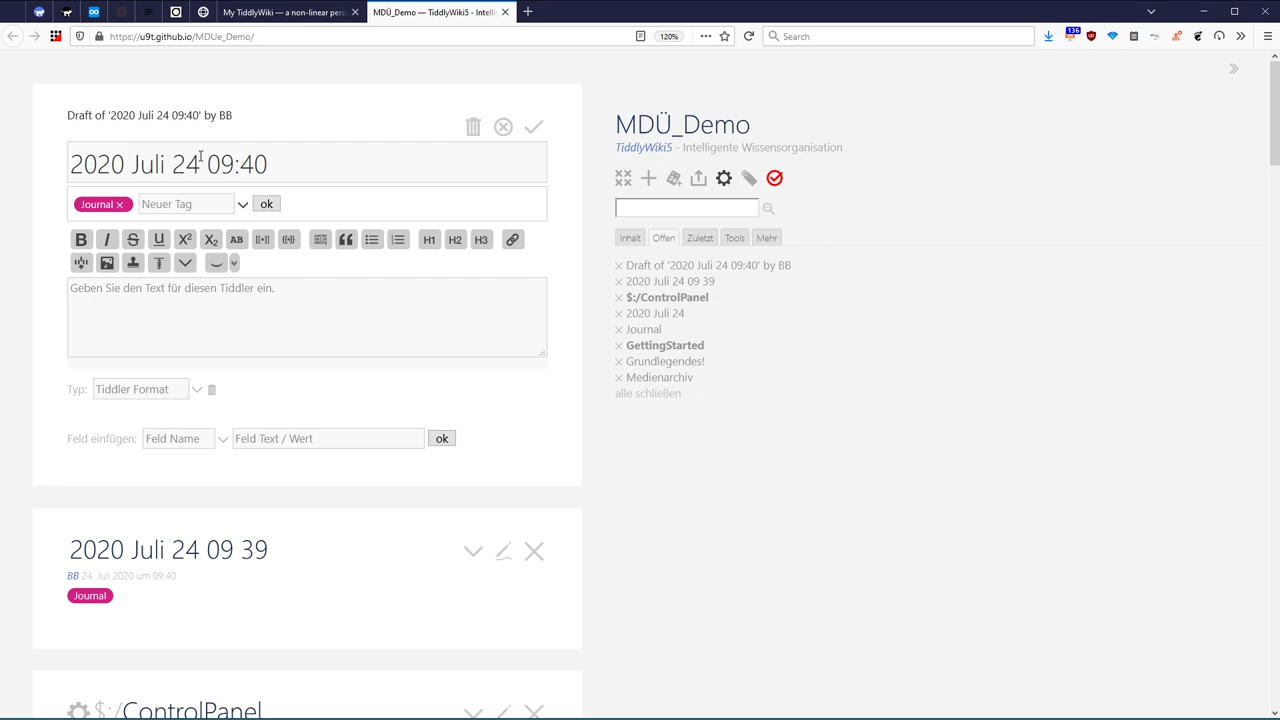 My TiddlyWiki — a non-linear pers
MDÜ_Demo — TiddlyWiki5 - Intelli
https://u9t.github.io/MDUe_Demo/
120%
Search
136
Draft of '2020 Juli 24 09:40' by BB
2020 Juli 24 09:40
Journal ×
Neuer Tag
ok
B I S U X² X₂ AB
H1 H2 H3
Geben Sie den Text für diesen Tiddler ein.
Typ: Tiddler Format
Feld einfügen: Feld Name Feld Text / Wert ok
2020 Juli 24 09 39
BB 24. Juli 2020 um 09:40
Journal
$:/ControlPanel
MDÜ_Demo
TiddlyWiki5 - Intelligente Wissensorganisation
Inhalt Offen Zuletzt Tools Mehr
× Draft of '2020 Juli 24 09:40' by BB
× 2020 Juli 24 09 39
× $:/ControlPanel
× 2020 Juli 24
× Journal
× GettingStarted
× Grundlegendes!
× Medienarchiv
alle schließen